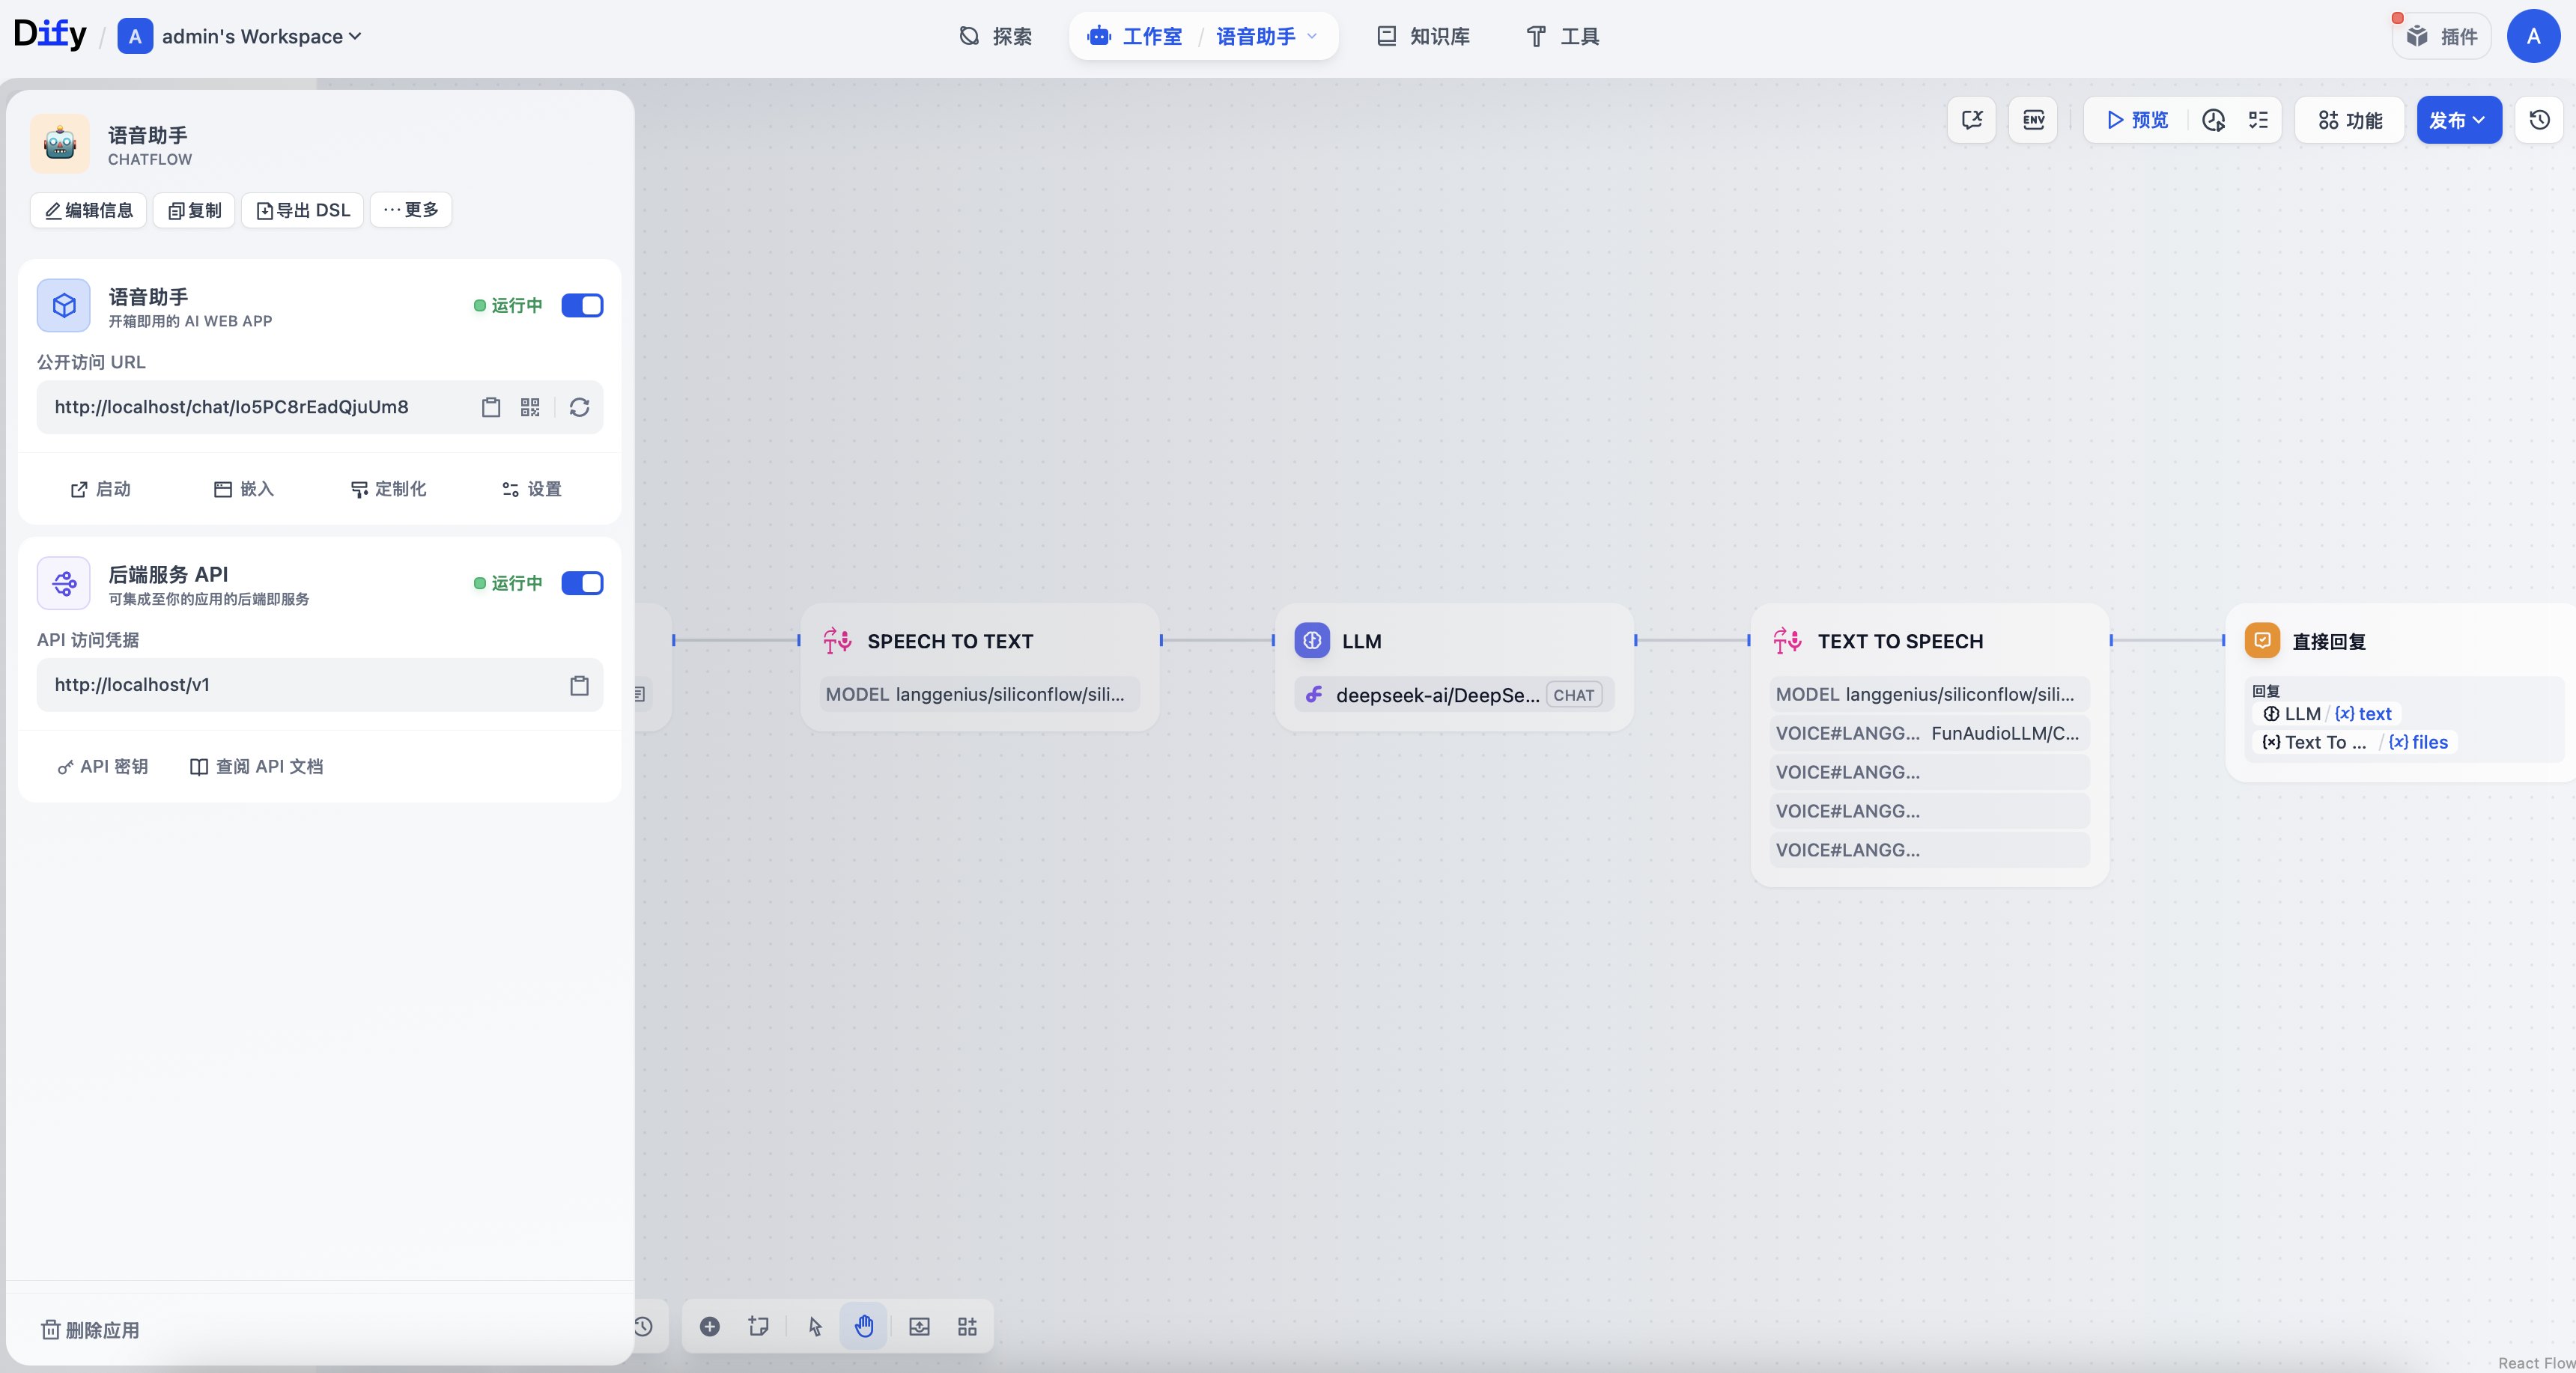 Dify / A admin's Workspace
探索
工作室 / 语音助手
知识库
工具
插件
A
语音助手
CHATFLOW
编辑信息
复制
导出 DSL
··· 更多
语音助手
开箱即用的 AI WEB APP
运行中
公开访问 URL
http://localhost/chat/Io5PC8rEadQjuUm8
启动
嵌入
定制化
设置
后端服务 API
可集成至你的应用的后端即服务
运行中
API 访问凭据
http://localhost/v1
API 密钥
查阅 API 文档
删除应用
ENV
预览
功能
发布
SPEECH TO TEXT
MODEL langgenius/siliconflow/sili...
LLM
deepseek-ai/DeepSe... CHAT
TEXT TO SPEECH
MODEL langgenius/siliconflow/sili...
VOICE#LANGG... FunAudioLLM/C...
VOICE#LANGG...
VOICE#LANGG...
VOICE#LANGG...
直接回复
回复
LLM / {x} text
{x} Text To ... / {x} files
React Flow